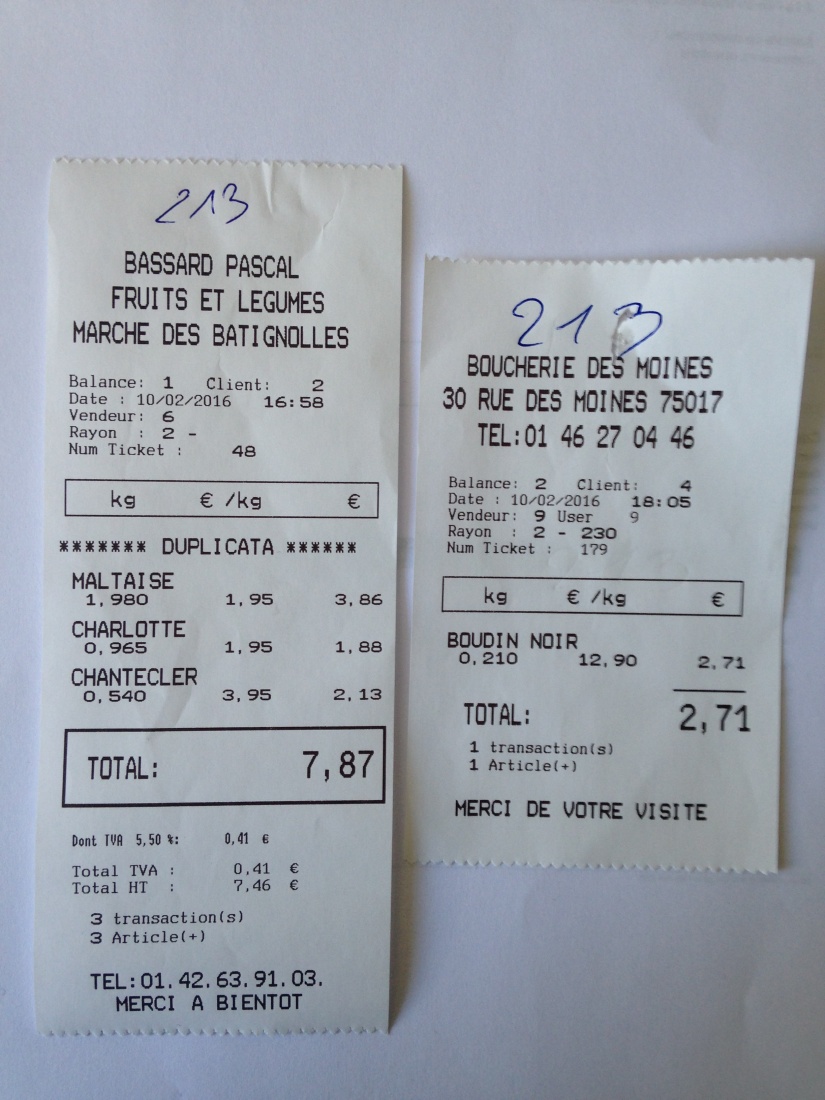 213
BASSARD PASCAL
FRUITS ET LEGUMES
MARCHE DES BATIGNOLLES
Balance: 1 Client: 2
Date : 10/02/2016 16:58
Vendeur: 6
Rayon : 2 -
Num Ticket : 48
kg € /kg €
******* DUPLICATA ******
MALTAISE
1,980 1,95 3,86
CHARLOTTE
0,965 1,95 1,88
CHANTECLER
0,540 3,95 2,13
TOTAL: 7,87
Dont TVA 5,50 %: 0,41 €
Total TVA : 0,41 €
Total HT : 7,46 €
3 transaction(s)
3 Article(+)
TEL:01.42.63.91.03.
MERCI A BIENTOT
213
BOUCHERIE DES MOINES
30 RUE DES MOINES 75017
TEL:01 46 27 04 46
Balance: 2 Client: 4
Date : 10/02/2016 18:05
Vendeur: 9 User 9
Rayon : 2 - 230
Num Ticket : 179
kg € /kg €
BOUDIN NOIR
0,210 12,90 2,71
TOTAL: 2,71
1 transaction(s)
1 Article(+)
MERCI DE VOTRE VISITE